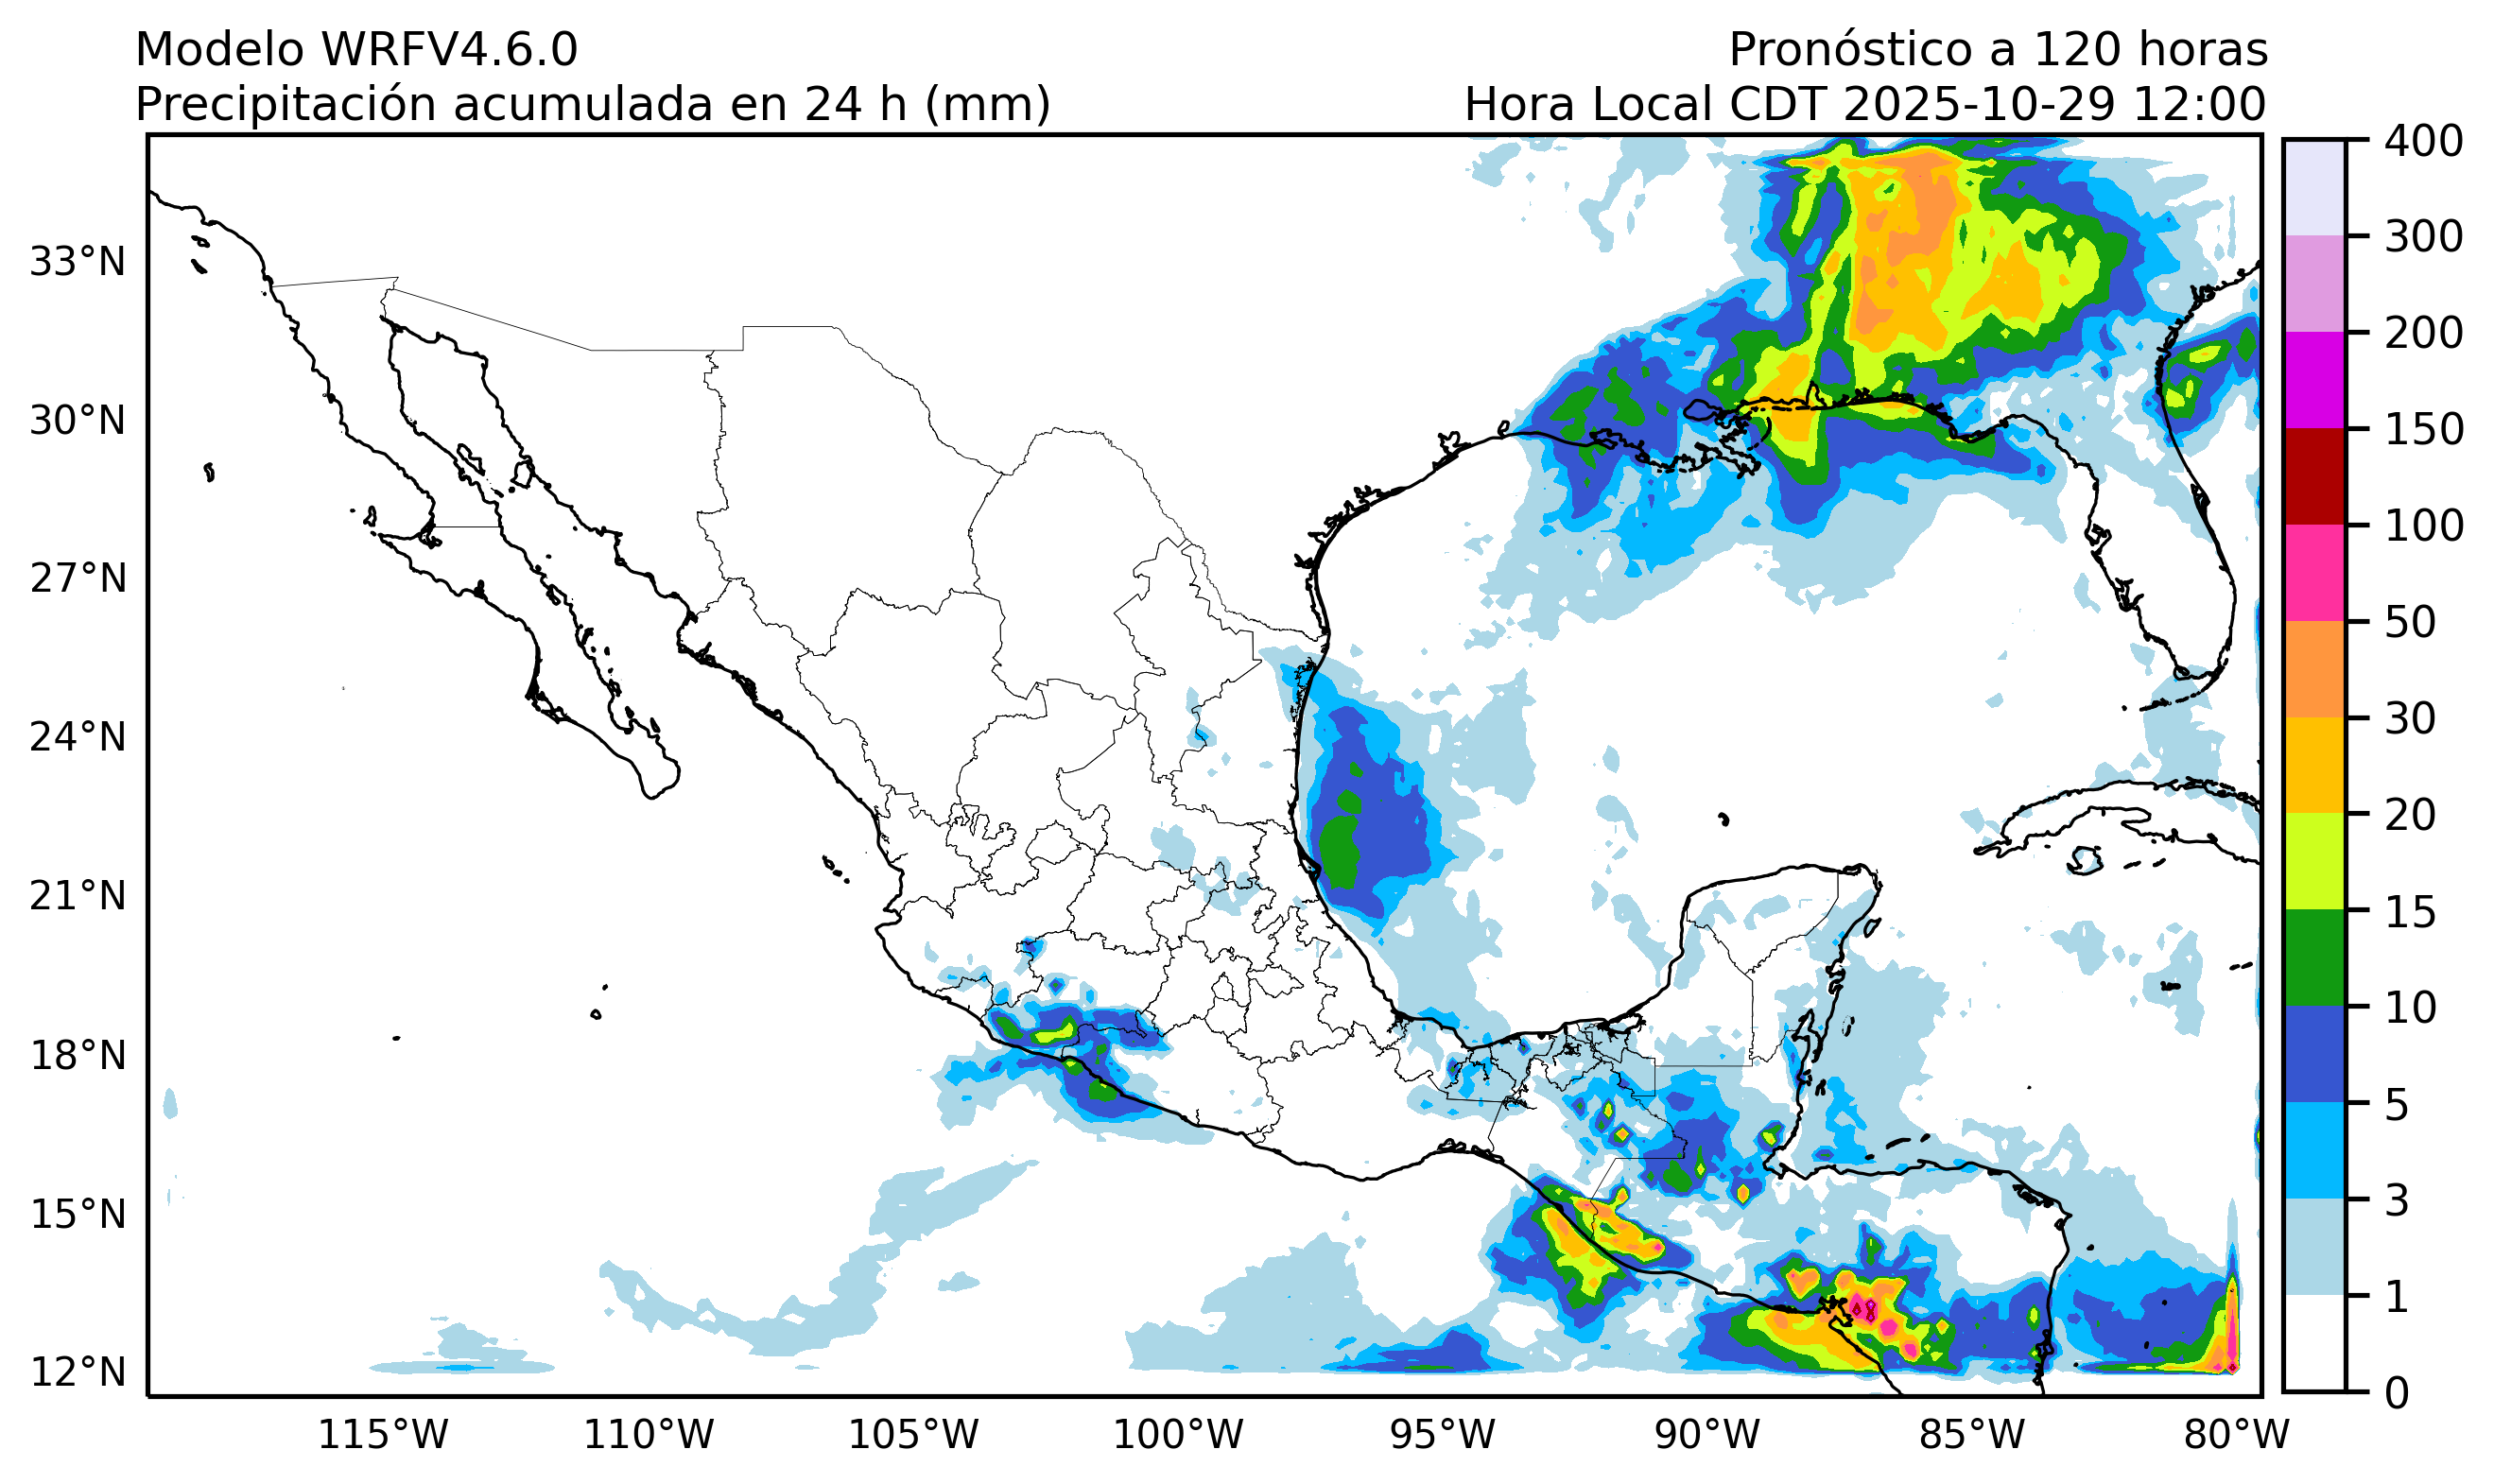 Modelo WRFV4.6.0
Pronóstico a 120 horas
Precipitación acumulada en 24 h (mm)
Hora Local CDT 2025-10-29 12:00
33°N
30°N
27°N
24°N
21°N
18°N
15°N
12°N
115°W
110°W
105°W
100°W
95°W
90°W
85°W
80°W
400
300
200
150
100
50
30
20
15
10
5
3
1
0